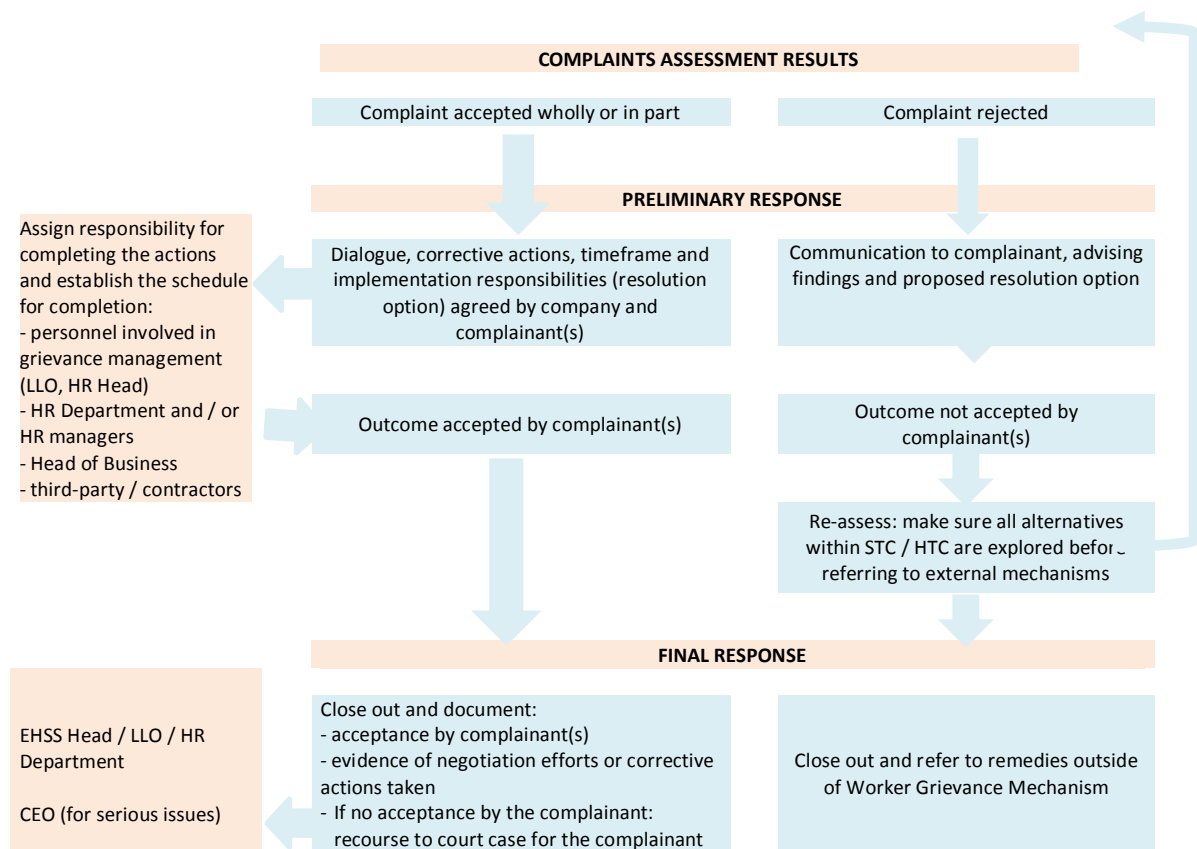 COMPLAINTS ASSESSMENT RESULTS
Complaint accepted wholly or in part
Complaint rejected
PRELIMINARY RESPONSE
Assign responsibility for
completing the actions
and establish the schedule
for completion:
- personnel involved in
grievance management
(LLO, HR Head)
- HR Department and / or
HR managers
- Head of Business
- third-party / contractors
Dialogue, corrective actions, timeframe and
implementation responsibilities (resolution
option) agreed by company and
complainant(s)
Communication to complainant, advising
findings and proposed resolution option
Outcome accepted by complainant(s)
Outcome not accepted by
complainant(s)
Re-assess: make sure all alternatives
within STC / HTC are explored before
referring to external mechanisms
FINAL RESPONSE
EHSS Head / LLO / HR
Department
CEO (for serious issues)
Close out and document:
- acceptance by complainant(s)
- evidence of negotiation efforts or corrective
actions taken
- If no acceptance by the complainant:
recourse to court case for the complainant
Close out and refer to remedies outside
of Worker Grievance Mechanism